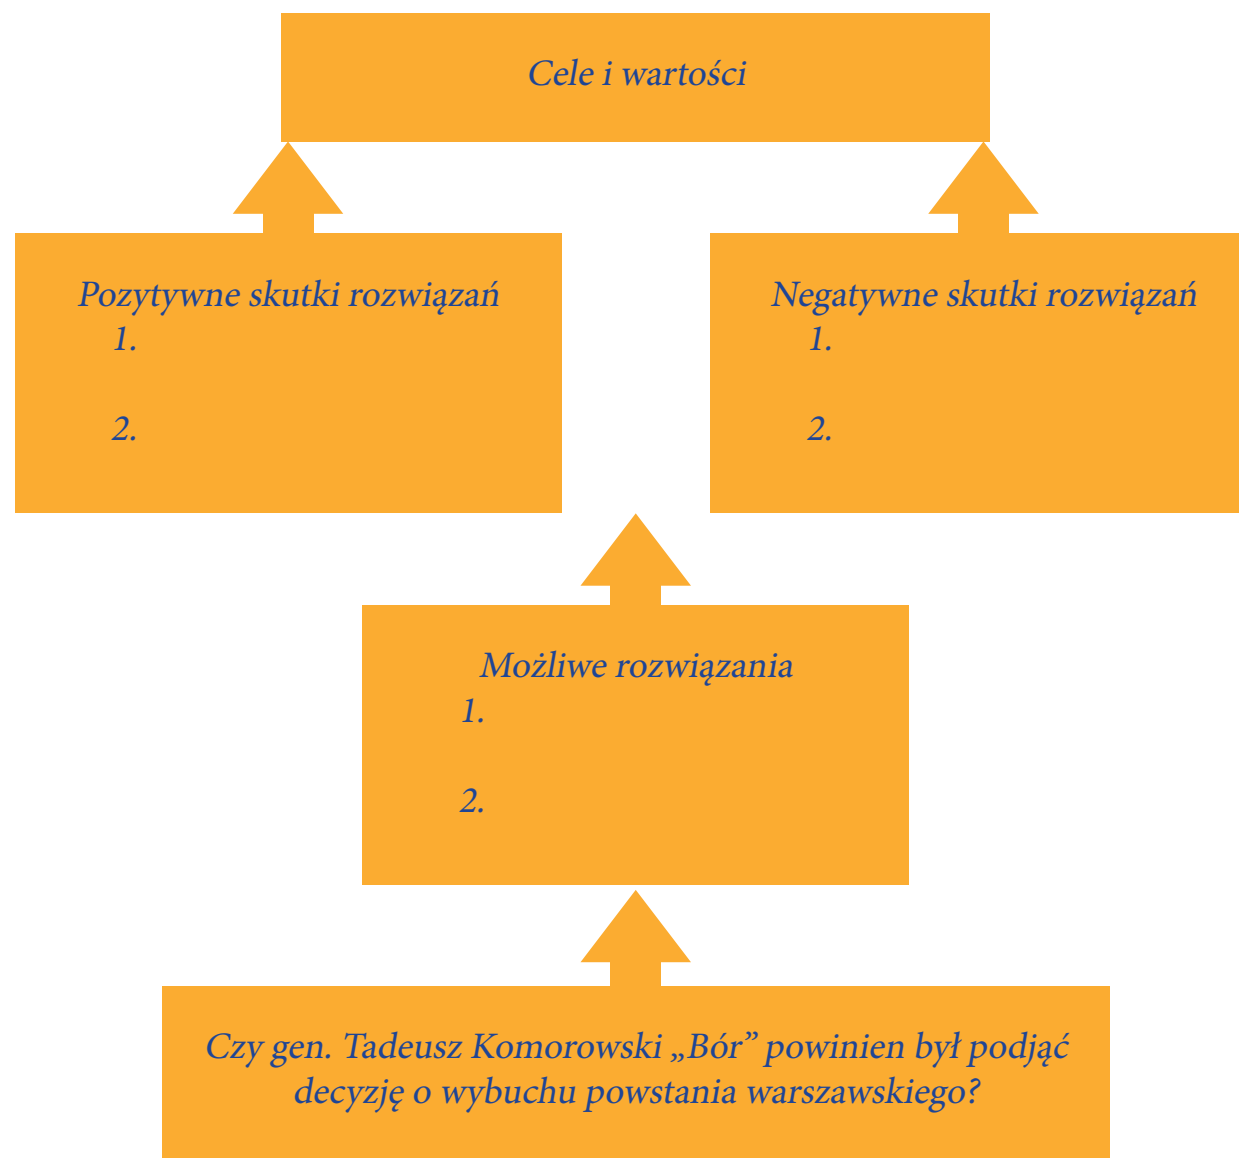 Cele i wartości
Pozytywne skutki rozwiązań
1.
2.
Negatywne skutki rozwiązań
1.
2.
Możliwe rozwiązania
1.
2.
Czy gen. Tadeusz Komorowski „Bór” powinien był podjąć
decyzję o wybuchu powstania warszawskiego?